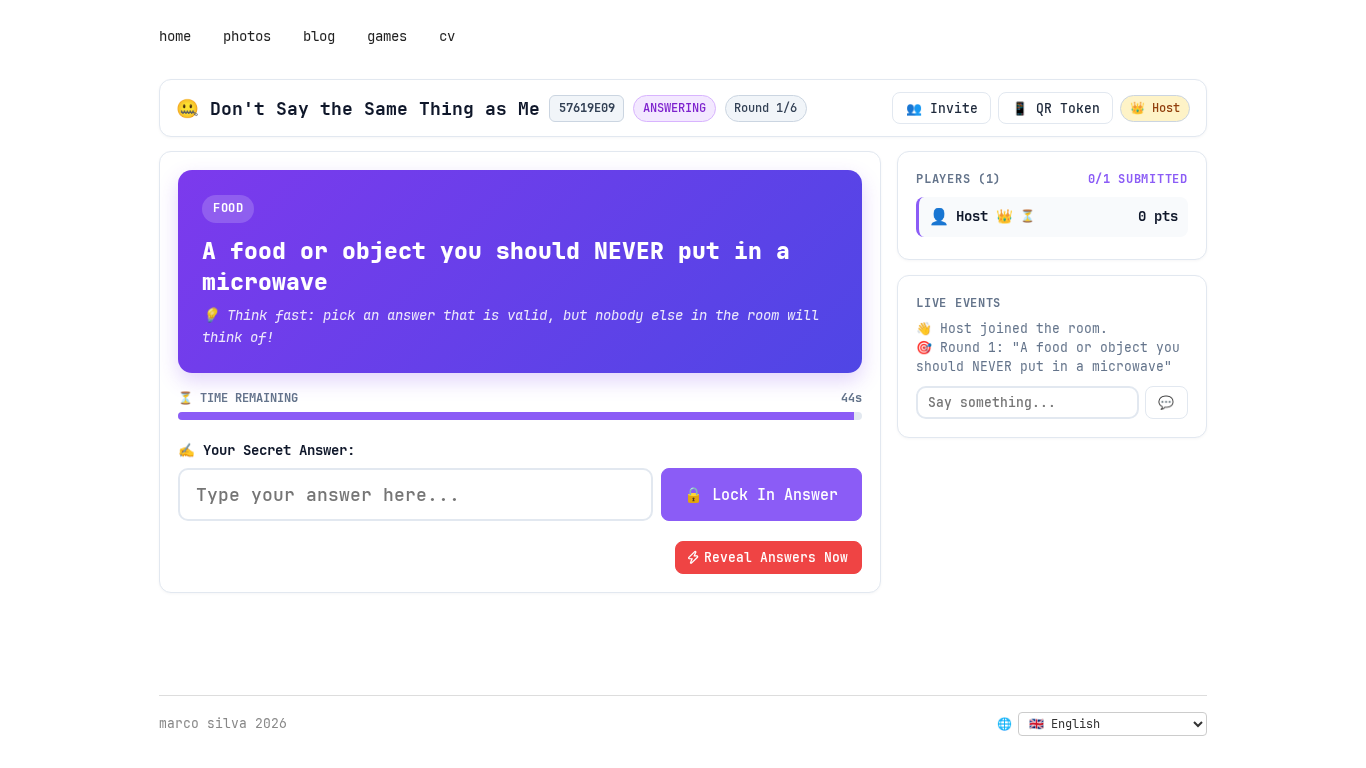 home photos blog games cv
🤐 Don't Say the Same Thing as Me 57619E09 ANSWERING Round 1/6 👥 Invite 📱 QR Token 👑 Host
FOOD
A food or object you should NEVER put in a
microwave
💡 Think fast: pick an answer that is valid, but nobody else in the room will
think of!
⏳ TIME REMAINING 44s
✍️ Your Secret Answer:
Type your answer here...
🔒 Lock In Answer
⚡ Reveal Answers Now
PLAYERS (1) 0/1 SUBMITTED
👤 Host 👑 ⏳ 0 pts
LIVE EVENTS
👋 Host joined the room.
🎯 Round 1: "A food or object you
should NEVER put in a microwave"
Say something... 💬
marco silva 2026 🌐 🇬🇧 English